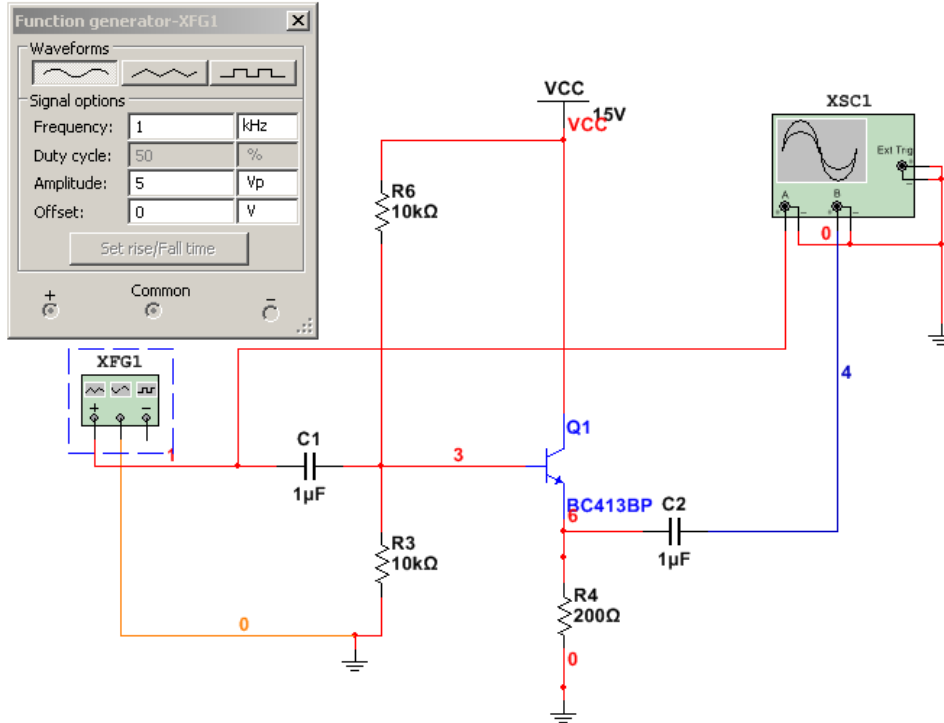 Function generator-XFG1
Waveforms
Signal options
Frequency: 1 kHz
Duty cycle: 50 %
Amplitude: 5 Vp
Offset: 0 V
Set rise/Fall time
+ Common -
VCC
15V
VCC
XSC1
Ext Trig
+
-
A B
+ - + -
0
R6
10kΩ
XFG1
+ -
4
1
C1
1µF
3
Q1
BC413BP
6
C2
1µF
R3
10kΩ
R4
200Ω
0
0